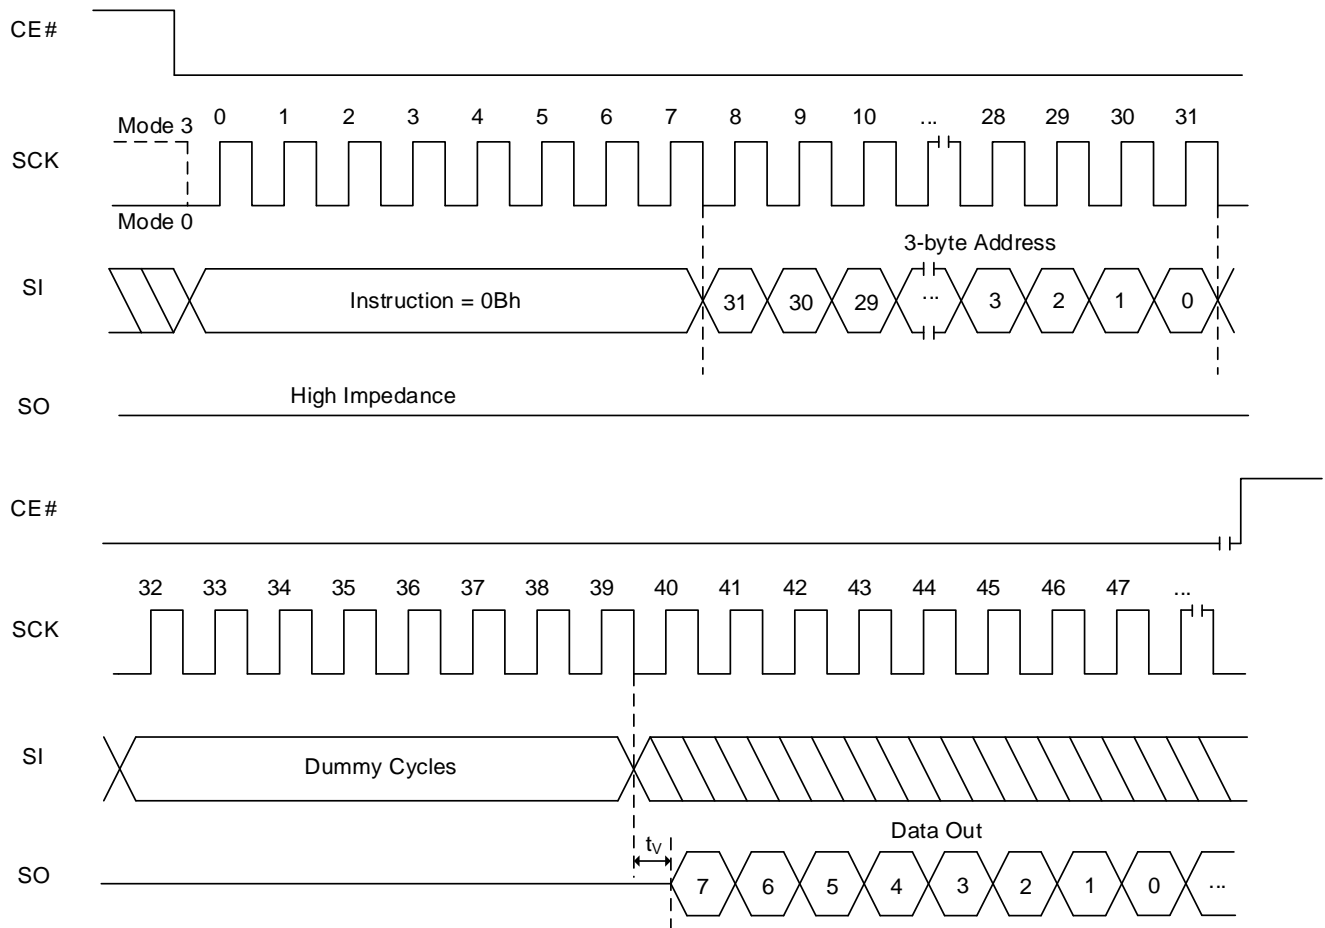 CE#
Mode 3 0 1 2 3 4 5 6 7 8 9 10 ... 28 29 30 31
SCK
Mode 0
3-byte Address
SI Instruction = 0Bh 31 30 29 ... 3 2 1 0
High Impedance
SO
CE#
32 33 34 35 36 37 38 39 40 41 42 43 44 45 46 47 ...
SCK
SI Dummy Cycles
Data Out
tV
SO 7 6 5 4 3 2 1 0 ...